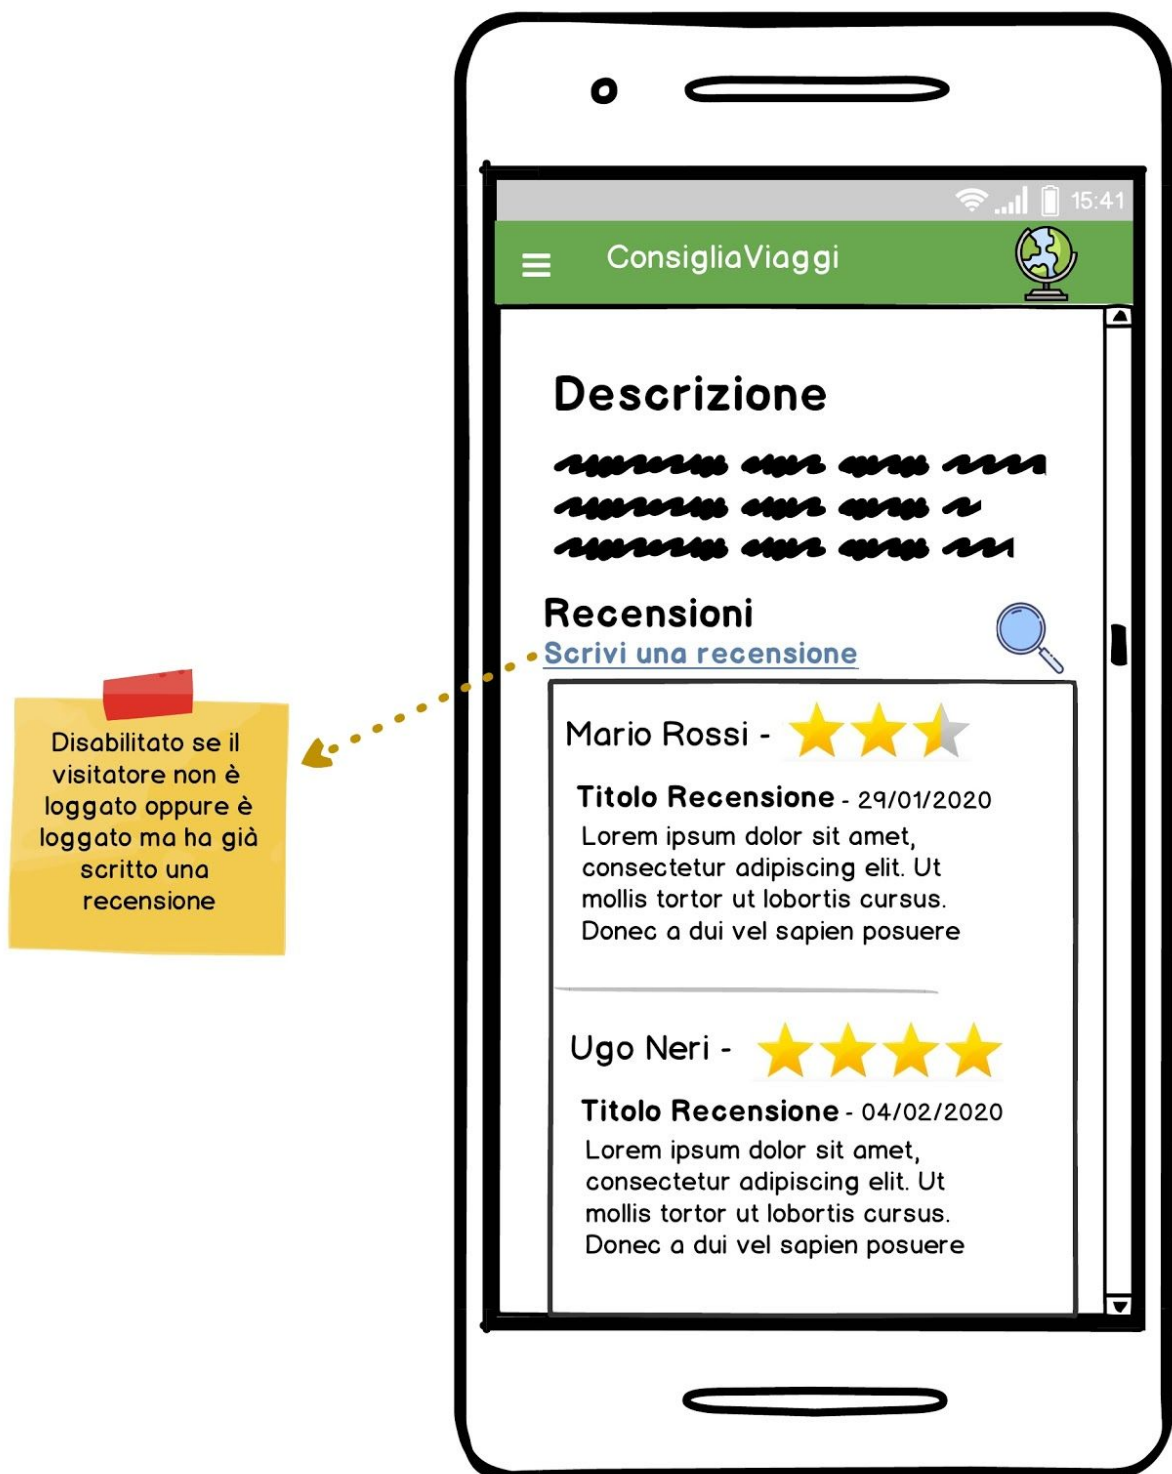 15:41
ConsigliaViaggi
Descrizione
Recensioni
Scrivi una recensione
Disabilitato se il
visitatore non è
loggato oppure è
loggato ma ha già
scritto una
recensione
Mario Rossi -
Titolo Recensione - 29/01/2020
Lorem ipsum dolor sit amet,
consectetur adipiscing elit. Ut
mollis tortor ut lobortis cursus.
Donec a dui vel sapien posuere
Ugo Neri -
Titolo Recensione - 04/02/2020
Lorem ipsum dolor sit amet,
consectetur adipiscing elit. Ut
mollis tortor ut lobortis cursus.
Donec a dui vel sapien posuere